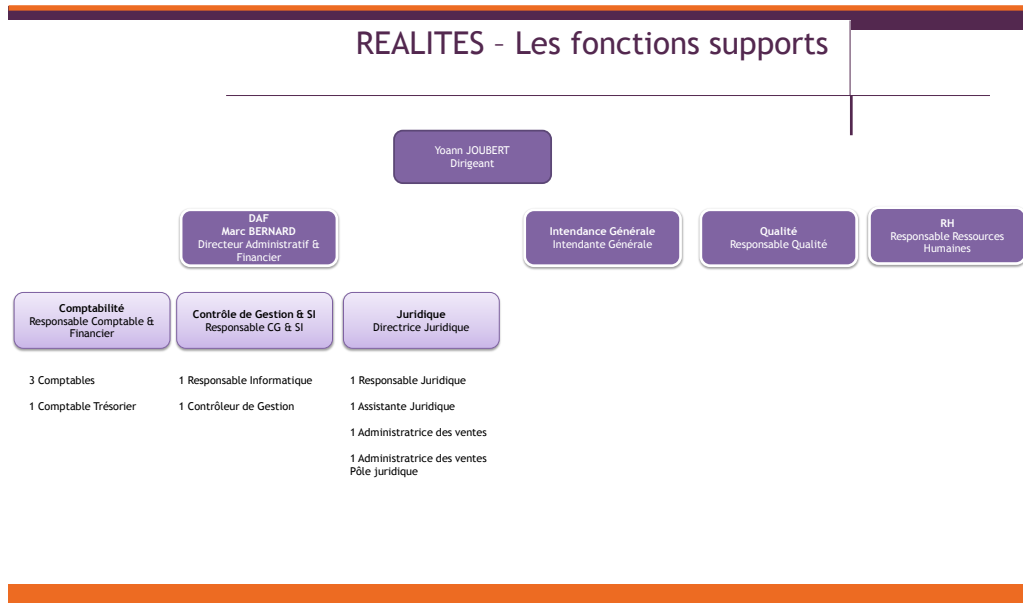 REALITES – Les fonctions supports
Yoann JOUBERT
Dirigeant
DAF
Marc BERNARD
Directeur Administratif &
Financier
Intendance Générale
Intendante Générale
Qualité
Responsable Qualité
RH
Responsable Ressources
Humaines
Comptabilité
Responsable Comptable &
Financier
Contrôle de Gestion & SI
Responsable CG & SI
Juridique
Directrice Juridique
3 Comptables
1 Comptable Trésorier
1 Responsable Informatique
1 Contrôleur de Gestion
1 Responsable Juridique
1 Assistante Juridique
1 Administratrice des ventes
1 Administratrice des ventes
Pôle juridique